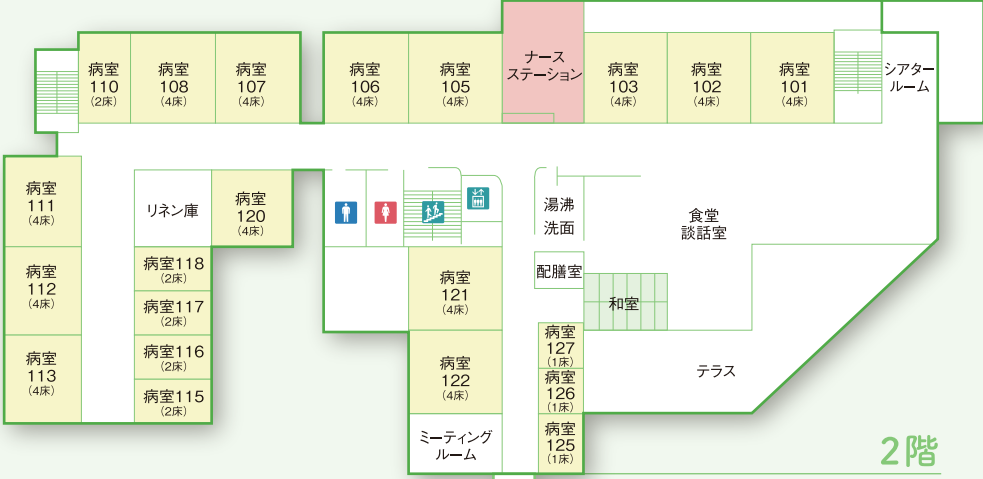 病室
110
(2床)
病室
108
(4床)
病室
107
(4床)
病室
106
(4床)
病室
105
(4床)
ナース
ステーション
病室
103
(4床)
病室
102
(4床)
病室
101
(4床)
シアター
ルーム
病室
111
(4床)
病室
112
(4床)
病室
113
(4床)
リネン庫
病室
120
(4床)
病室118
(2床)
病室117
(2床)
病室116
(2床)
病室115
(2床)
湯沸
洗面
食堂
談話室
配膳室
和室
病室
121
(4床)
病室
122
(4床)
病室
127
(1床)
病室
126
(1床)
病室
125
(1床)
ミーティング
ルーム
テラス
2階